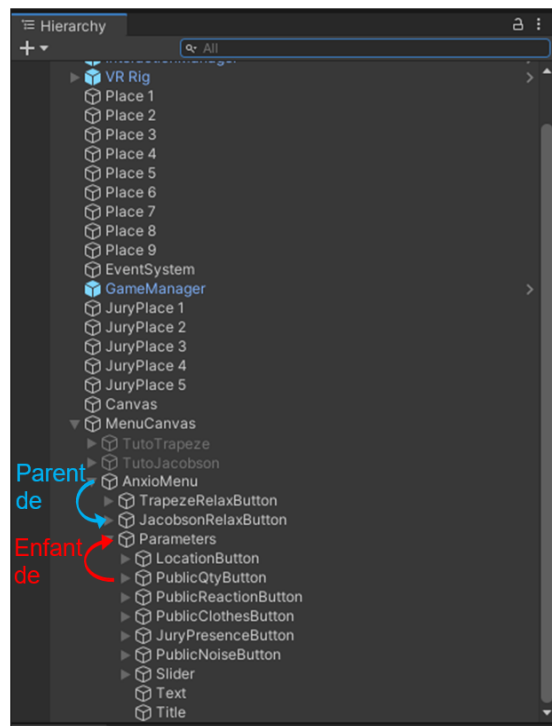 Hierarchy
All
InteractionManager
VR Rig
Place 1
Place 2
Place 3
Place 4
Place 5
Place 6
Place 7
Place 8
Place 9
EventSystem
GameManager
JuryPlace 1
JuryPlace 2
JuryPlace 3
JuryPlace 4
JuryPlace 5
Canvas
MenuCanvas
TutoTrapeze
TutoJacobson
Parent
de
AnxioMenu
TrapezeRelaxButton
JacobsonRelaxButton
Enfant
de
Parameters
LocationButton
PublicQtyButton
PublicReactionButton
PublicClothesButton
JuryPresenceButton
PublicNoiseButton
Slider
Text
Title